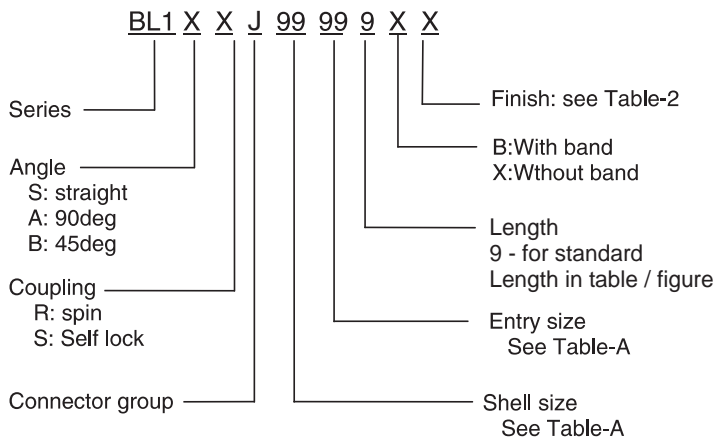 BL1 X X J 99 99 9 X X
Series
Angle
S: straight
A: 90deg
B: 45deg
Coupling
R: spin
S: Self lock
Connector group
Finish: see Table-2
B:With band
X:Wthout band
Length
9 - for standard
Length in table / figure
Entry size
See Table-A
Shell size
See Table-A